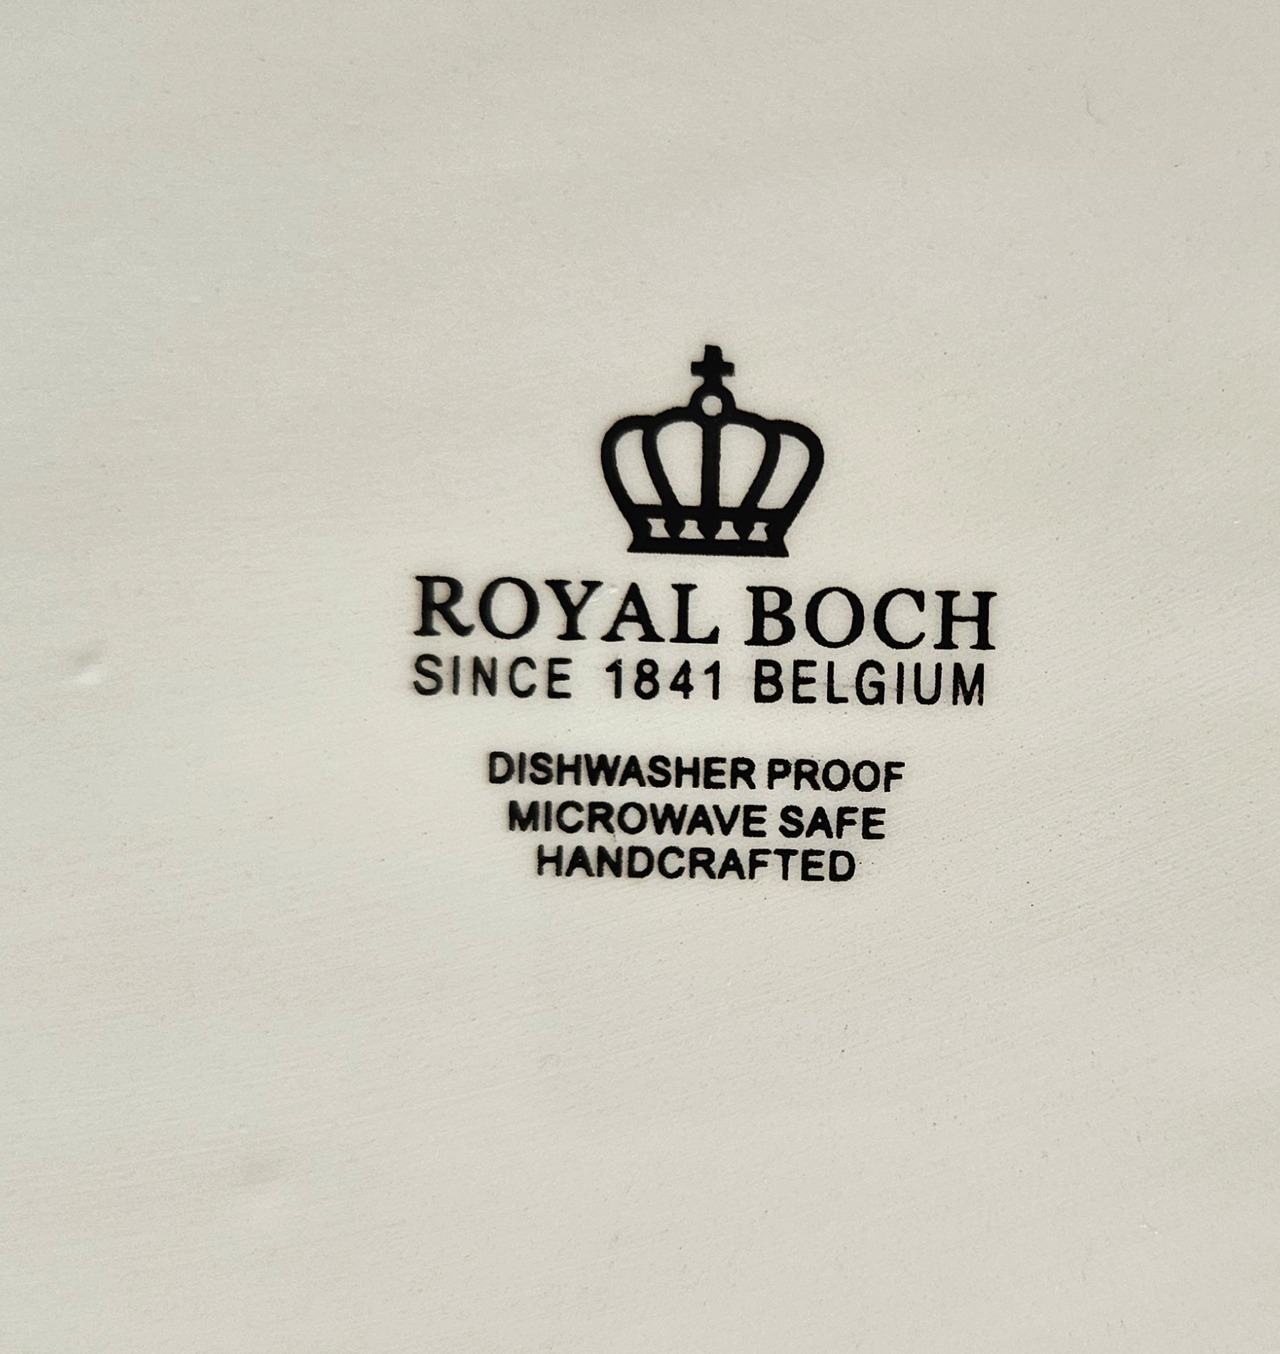 ROYAL BOCH
SINCE 1841 BELGIUM
DISHWASHER PROOF
MICROWAVE SAFE
HANDCRAFTED